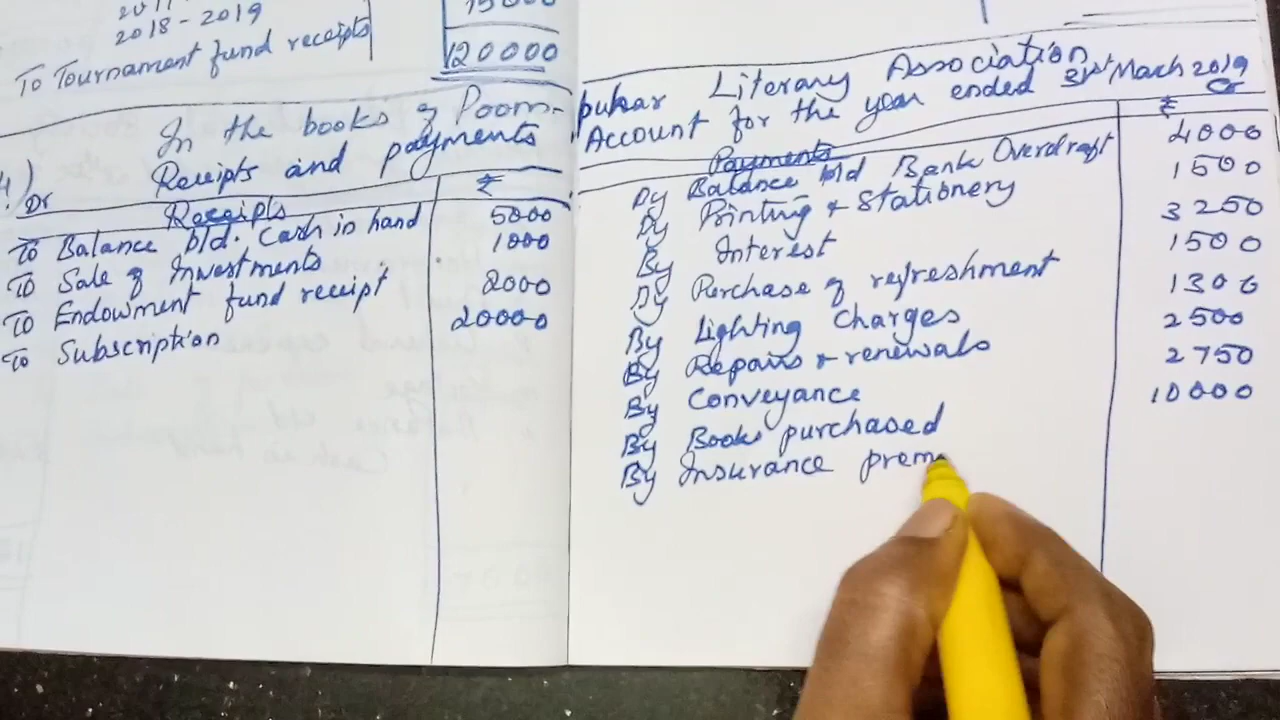 2018-2019
15000
To Tournament fund receipts
120000
4.)
In the books of Poompuhar Literary Association
Receipts and payments Account for the year ended 31st March 2019
Dr
Cr
Receipts
₹
To Balance b/d. Cash in hand 5000
To Sale of Investments 1000
To Endowment fund receipt 2000
To Subscription 20000
Payments
₹
By Balance b/d Bank Overdraft 4000
By Printing & Stationery 1500
By Interest 3250
By Purchase of refreshment 1500
By Lighting Charges 1300
By Repairs & renewals 2500
By Conveyance 2750
By Books purchased 10000
By Insurance prem